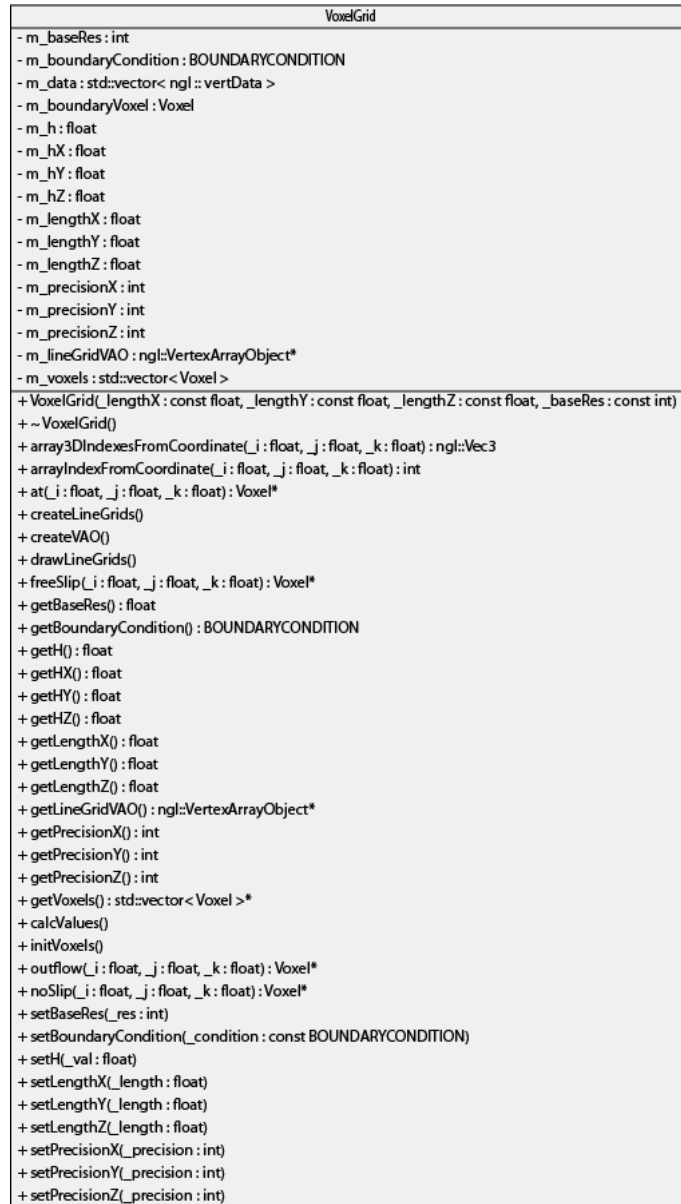 VoxelGrid
- m_baseRes : int
- m_boundaryCondition : BOUNDARYCONDITION
- m_data : std::vector< ngl :: vertData >
- m_boundaryVoxel : Voxel
- m_h : float
- m_hX : float
- m_hY : float
- m_hZ : float
- m_lengthX : float
- m_lengthY : float
- m_lengthZ : float
- m_precisionX : int
- m_precisionY : int
- m_precisionZ : int
- m_lineGridVAO : ngl::VertexArrayObject*
- m_voxels : std::vector< Voxel >
+ VoxelGrid(_lengthX : const float, _lengthY : const float, _lengthZ : const float, _baseRes : const int)
+ ~ VoxelGrid()
+ array3DIndexesFromCoordinate(_i : float, _j : float, _k : float) : ngl::Vec3
+ arrayIndexFromCoordinate(_i : float, _j : float, _k : float) : int
+ at(_i : float, _j : float, _k : float) : Voxel*
+ createLineGrids()
+ createVAO()
+ drawLineGrids()
+ freeSlip(_i : float, _j : float, _k : float) : Voxel*
+ getBaseRes() : float
+ getBoundaryCondition() : BOUNDARYCONDITION
+ getH() : float
+ getHX() : float
+ getHY() : float
+ getHZ() : float
+ getLengthX() : float
+ getLengthY() : float
+ getLengthZ() : float
+ getLineGridVAO() : ngl::VertexArrayObject*
+ getPrecisionX() : int
+ getPrecisionY() : int
+ getPrecisionZ() : int
+ getVoxels() : std::vector< Voxel >*
+ calcValues()
+ initVoxels()
+ outflow(_i : float, _j : float, _k : float) : Voxel*
+ noSlip(_i : float, _j : float, _k : float) : Voxel*
+ setBaseRes(_res : int)
+ setBoundaryCondition(_condition : const BOUNDARYCONDITION)
+ setH(_val : float)
+ setLengthX(_length : float)
+ setLengthY(_length : float)
+ setLengthZ(_length : float)
+ setPrecisionX(_precision : int)
+ setPrecisionY(_precision : int)
+ setPrecisionZ(_precision : int)